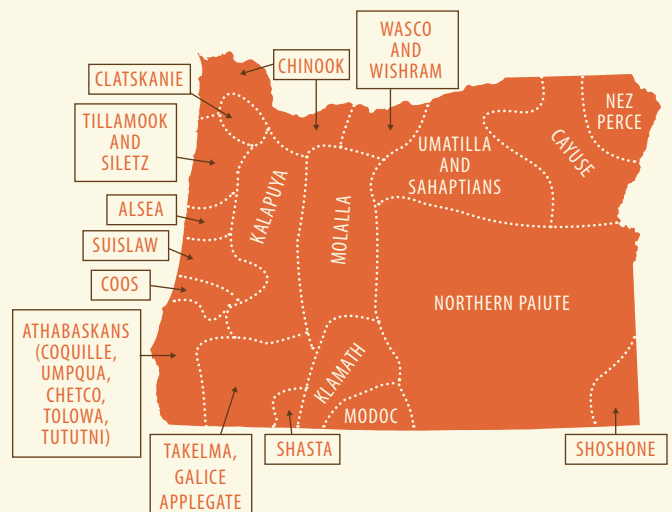 WASCO
AND
WISHRAM
CHINOOK
CLATSKANIE
TILLAMOOK
AND
SILETZ
ALSEA
SUISLAW
COOS
ATHABASKANS
(COQUILLE,
UMPQUA,
CHETCO,
TOLOWA,
TUTUTNI)
TAKELMA,
GALICE
APPLEGATE
SHASTA
SHOSHONE
KALAPUYA
MOLALLA
UMATILLA
AND
SAHAPTIANS
CAYUSE
NEZ
PERCE
NORTHERN PAIUTE
KLAMATH
MODOC